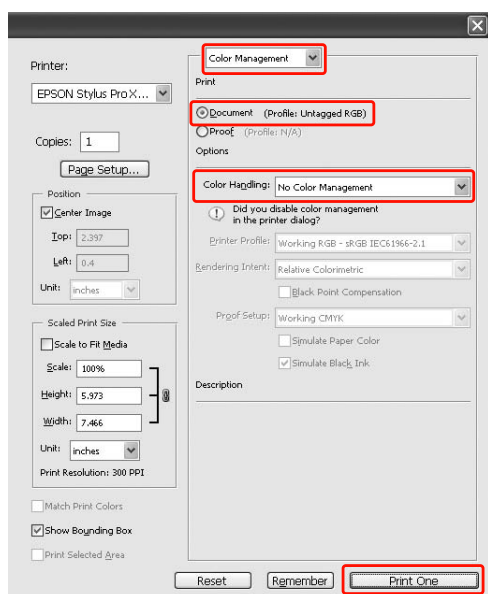 Printer:
EPSON Stylus Pro X...
Copies: 1
Page Setup...
Position
Center Image
Top: 2.397
Left: 0.4
Unit: inches
Scaled Print Size
Scale to Fit Media
Scale: 100%
Height: 5.973
Width: 7.466
Unit: inches
Print Resolution: 300 PPI
Match Print Colors
Show Bounding Box
Print Selected Area
Color Management
Print
Document (Profile: Untagged RGB)
Proof (Profile: N/A)
Options
Color Handling: No Color Management
Did you disable color management
in the printer dialog?
Printer Profile: Working RGB - sRGB IEC61966-2.1
Rendering Intent: Relative Colorimetric
Black Point Compensation
Proof Setup: Working CMYK
Simulate Paper Color
Simulate Black Ink
Description
Reset
Remember
Print One